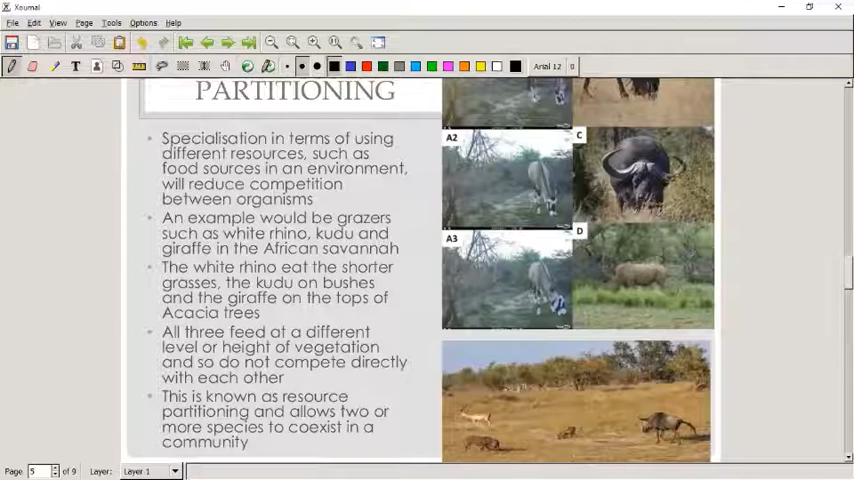 Xournal
File Edit View Page Tools Options Help
T
1:1
Arial 12 0
PARTITIONING
• Specialisation in terms of using
different resources, such as
food sources in an environment,
will reduce competition
between organisms
• An example would be grazers
such as white rhino, kudu and
giraffe in the African savannah
• The white rhino eat the shorter
grasses, the kudu on bushes
and the giraffe on the tops of
Acacia trees
• All three feed at a different
level or height of vegetation
and so do not compete directly
with each other
• This is known as resource
partitioning and allows two or
more species to coexist in a
community
A2
C
A3
D
Page 5 of 9 Layer: Layer 1